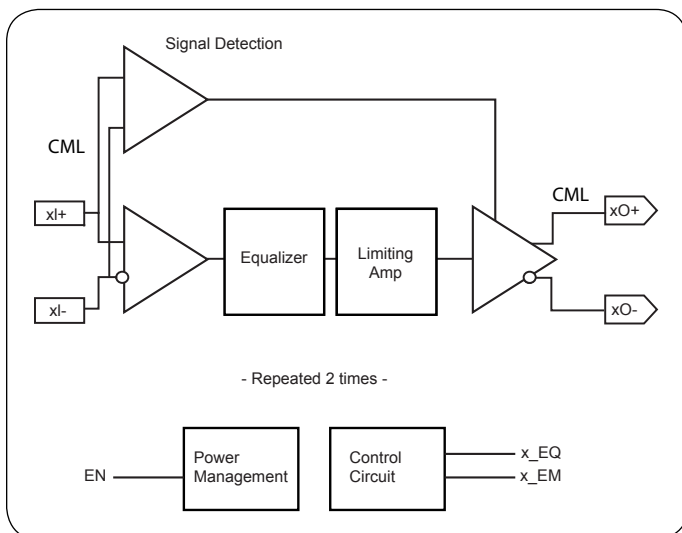 Signal Detection
CML
CML
xI+
xO+
Equalizer
Limiting
Amp
xI-
xO-
- Repeated 2 times -
Power
Management
Control
Circuit
EN
x_EQ
x_EM